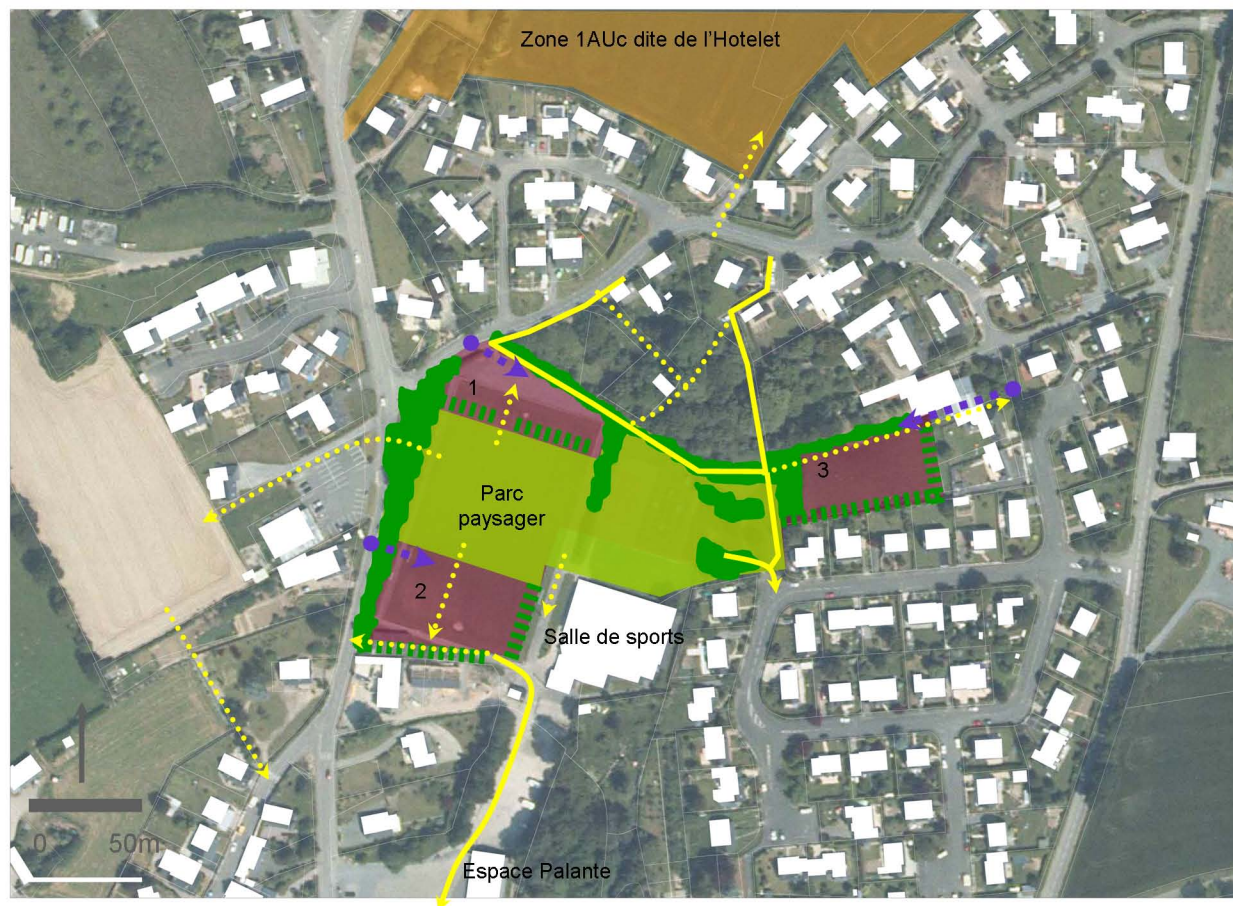 Zone 1AUc dite de l'Hotelet
1
3
Parc
paysager
2
Salle de sports
0 50m
Espace Palante